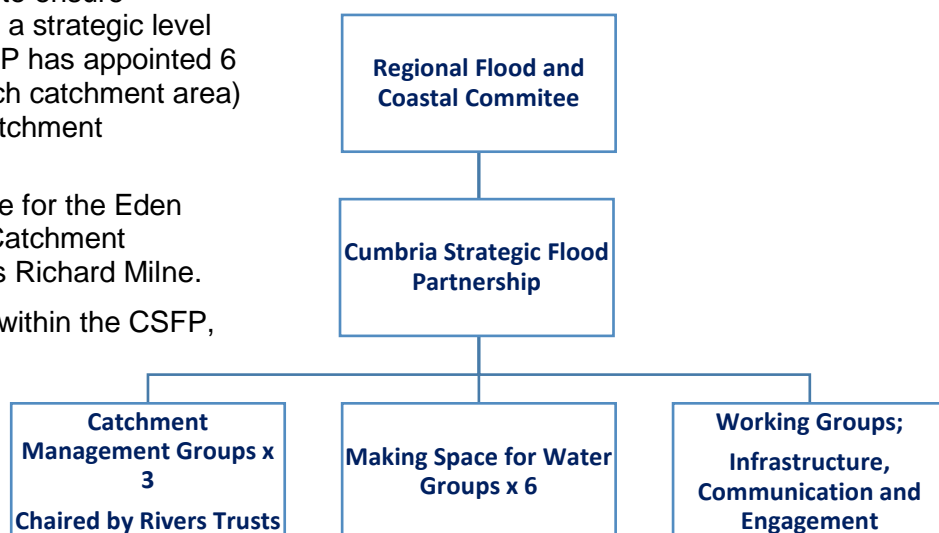 to ensure
a strategic level
P has appointed 6
ch catchment area)
tchment
e for the Eden
Catchment
s Richard Milne.
within the CSFP,
Regional Flood and
Coastal Commitee
Cumbria Strategic Flood
Partnership
Catchment
Management Groups x
3
Chaired by Rivers Trusts
Making Space for Water
Groups x 6
Working Groups;
Infrastructure,
Communication and
Engagement